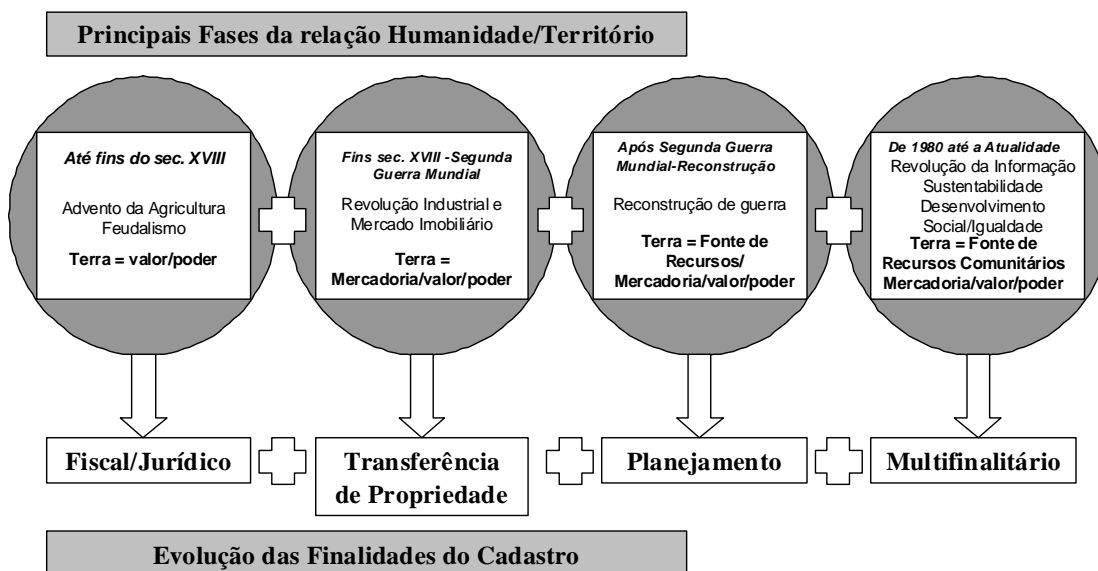 Principais Fases da relação Humanidade/Território
Até fins do sec. XVIII
Advento da Agricultura
Feudalismo
Terra = valor/poder
Fins sec. XVIII -Segunda
Guerra Mundial
Revolução Industrial e
Mercado Imobiliário
Terra =
Mercadoria/valor/poder
Após Segunda Guerra
Mundial-Reconstrução
Reconstrução de guerra
Terra = Fonte de
Recursos/
Mercadoria/valor/poder
De 1980 até a Atualidade
Revolução da Informação
Sustentabilidade
Desenvolvimento
Social/Igualdade
Terra = Fonte de
Recursos Comunitários
Mercadoria/valor/poder
Fiscal/Jurídico
Transferência
de Propriedade
Planejamento
Multifinalitário
Evolução das Finalidades do Cadastro